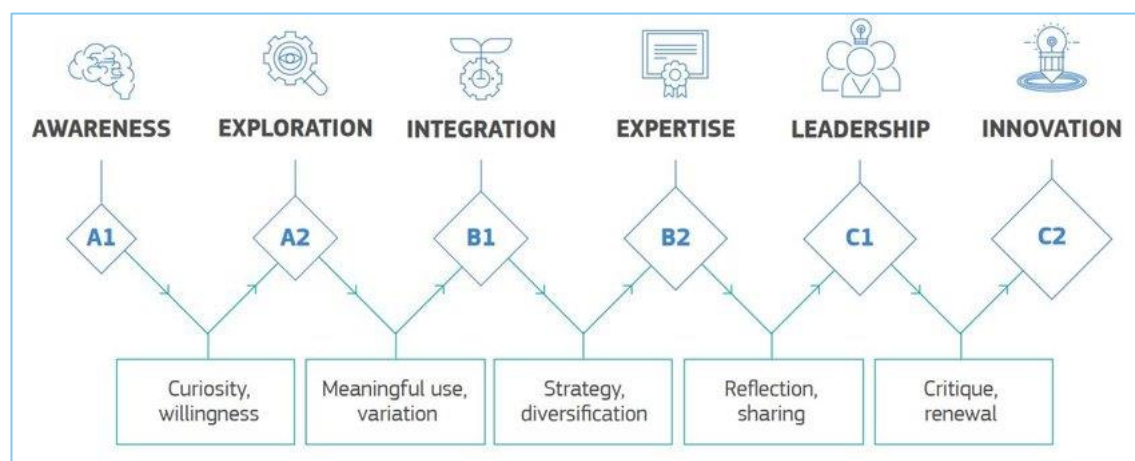 AWARENESS
EXPLORATION
INTEGRATION
EXPERTISE
LEADERSHIP
INNOVATION
A1
A2
B1
B2
C1
C2
Curiosity,
willingness
Meaningful use,
variation
Strategy,
diversification
Reflection,
sharing
Critique,
renewal